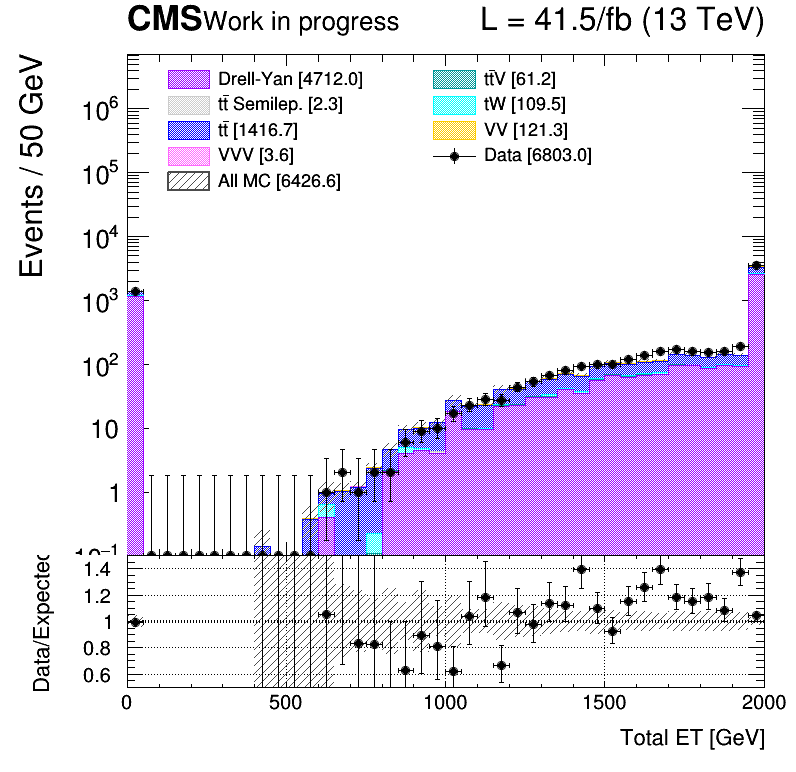 CMS Work in progress L = 41.5/fb (13 TeV)
Drell-Yan [4712.0] tt̄V [61.2]
tt̄ Semilep. [2.3] tW [109.5]
tt̄ [1416.7] VV [121.3]
VVV [3.6] Data [6803.0]
All MC [6426.6]
Events / 50 GeV
10⁶
10⁵
10⁴
10³
10²
10
1
10⁻¹
Data/Expected
1.4
1.2
1
0.8
0.6
0 500 1000 1500 2000
Total ET [GeV]